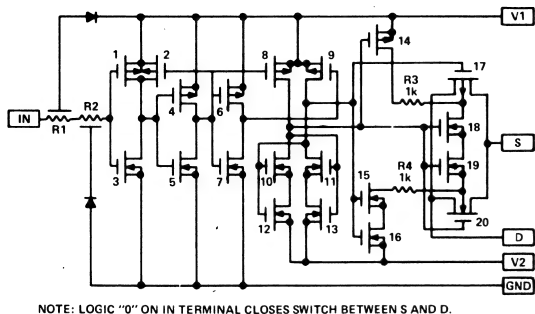 V1
1
2
8
9
14
17
R3
1k
4
6
R2
IN
R1
18
S
3
5
7
10
11
15
R4
1k
19
12
13
16
20
D
V2
GND
NOTE: LOGIC "0" ON IN TERMINAL CLOSES SWITCH BETWEEN S AND D.